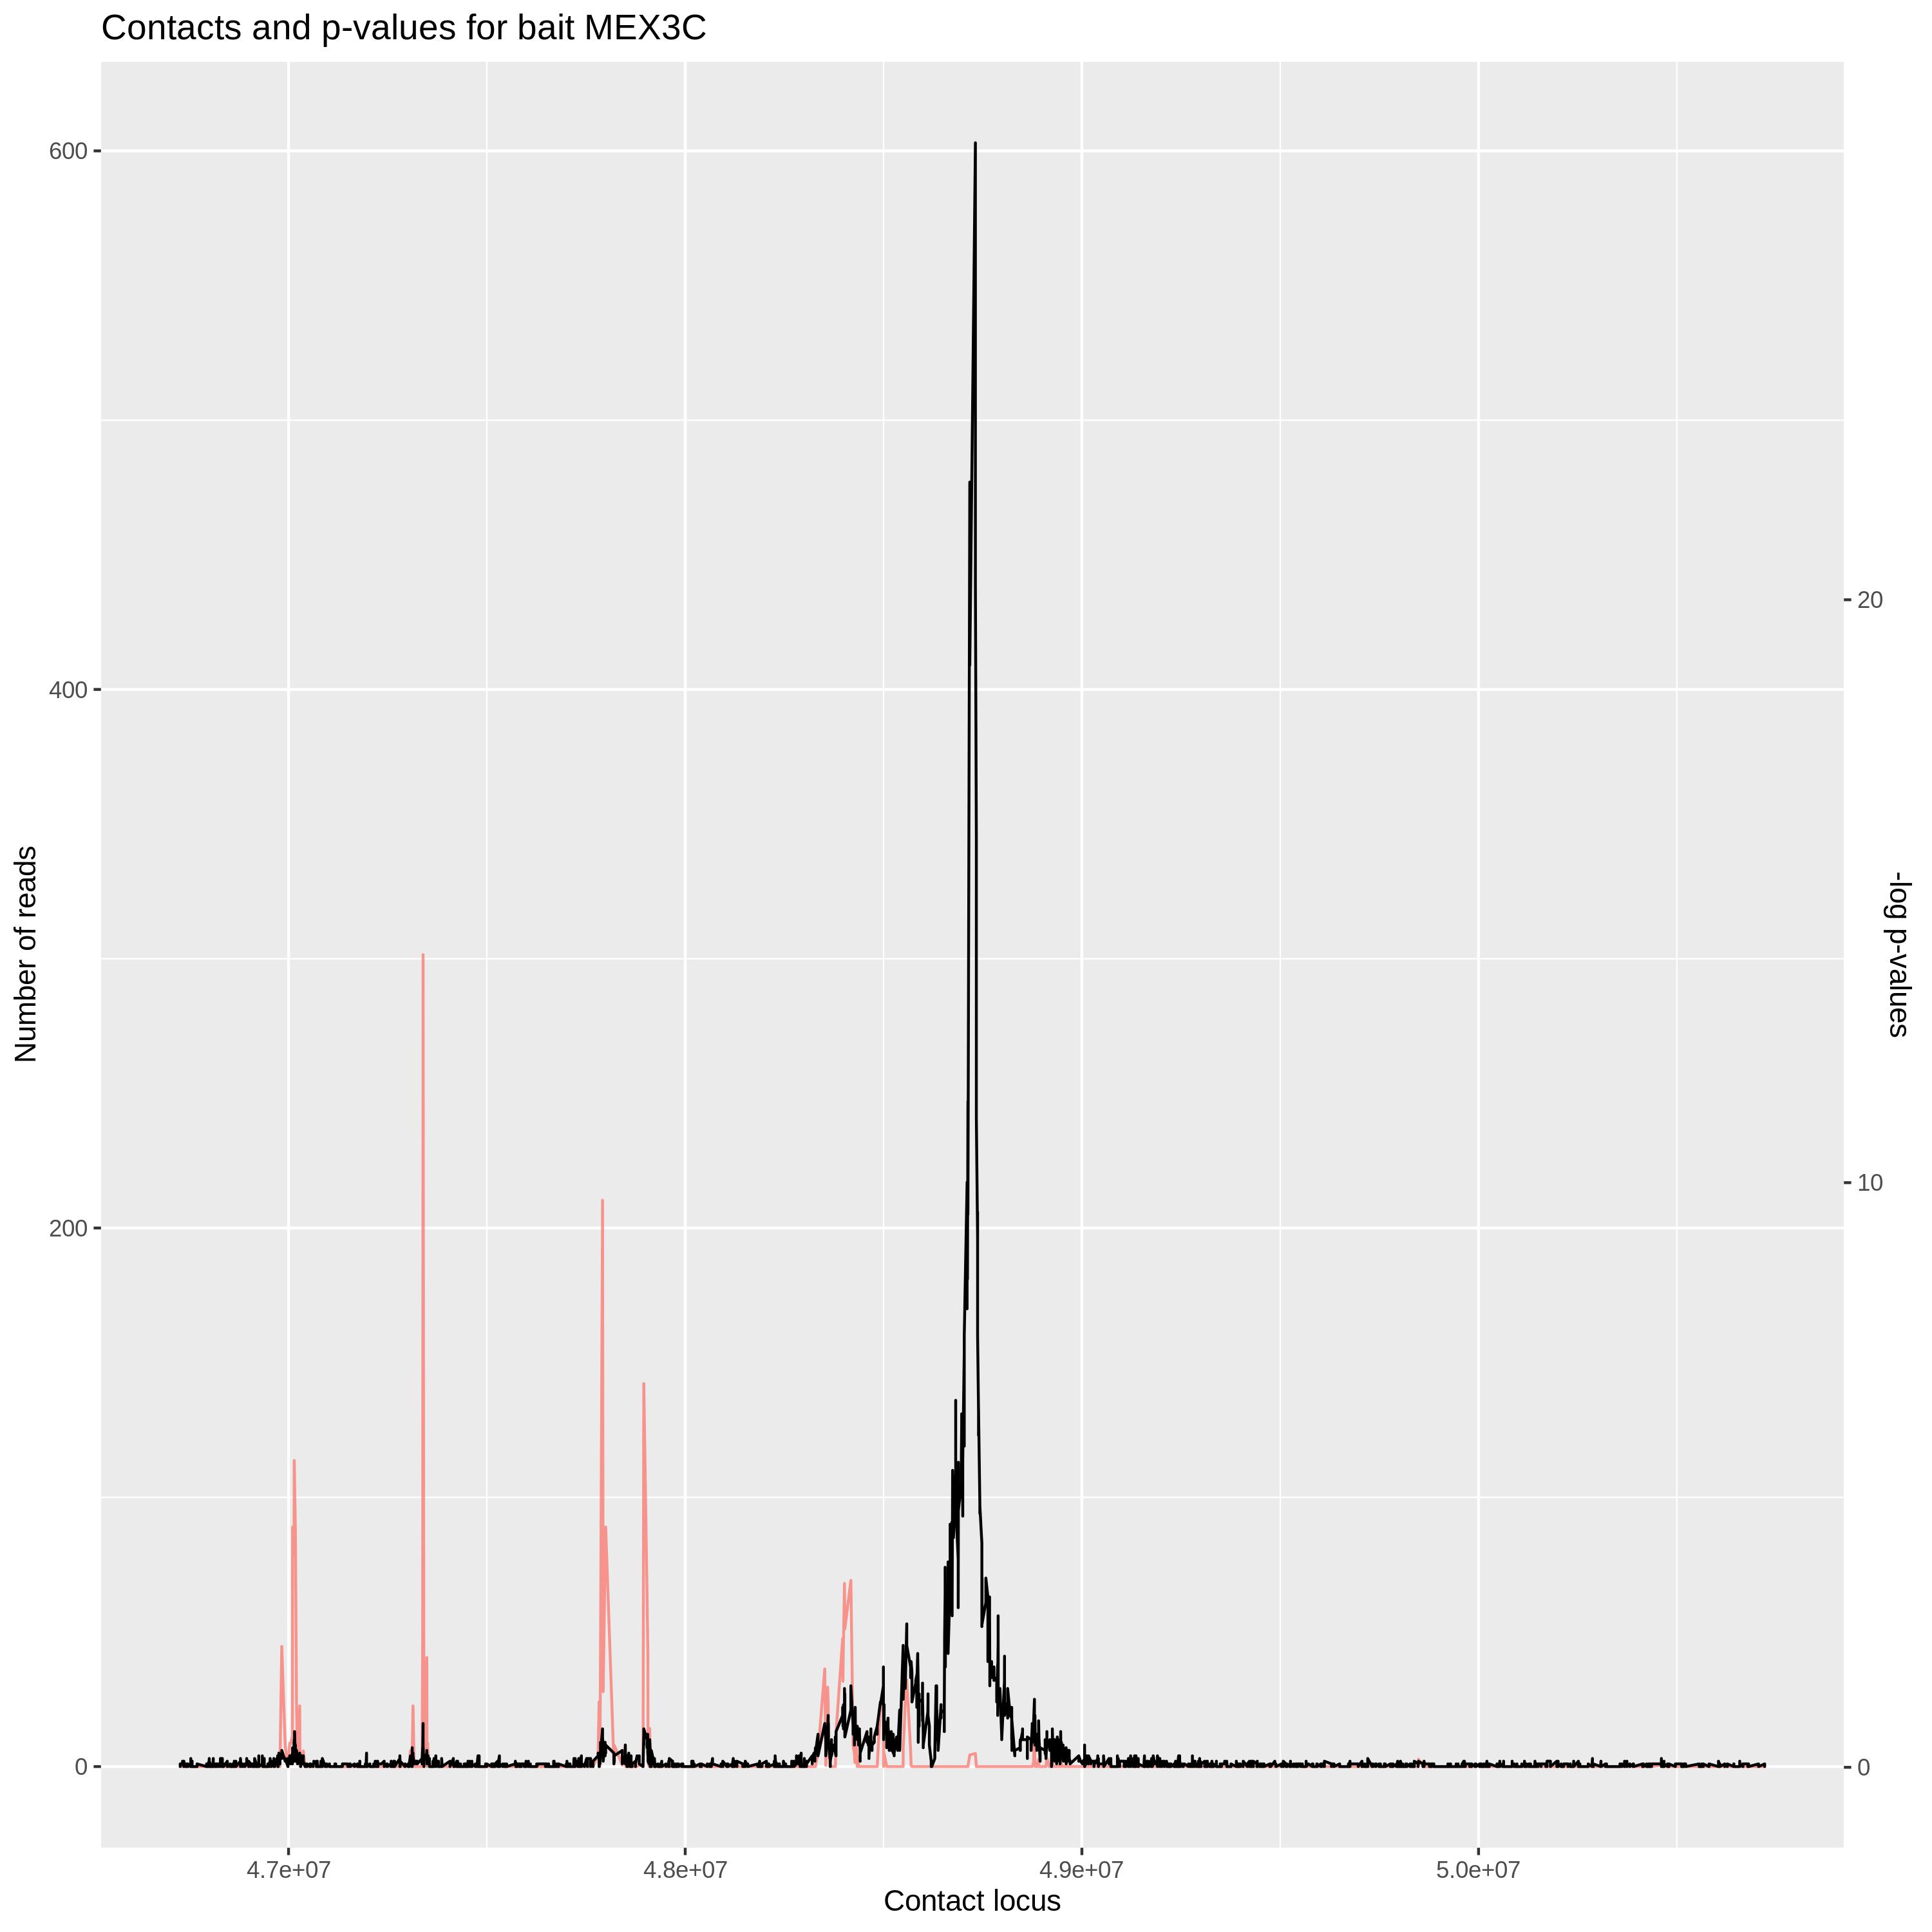 Contacts and p-values for bait MEX3C
600
400
200
0
Number of reads
20
10
0
-log p-values
4.7e+07
4.8e+07
4.9e+07
5.0e+07
Contact locus